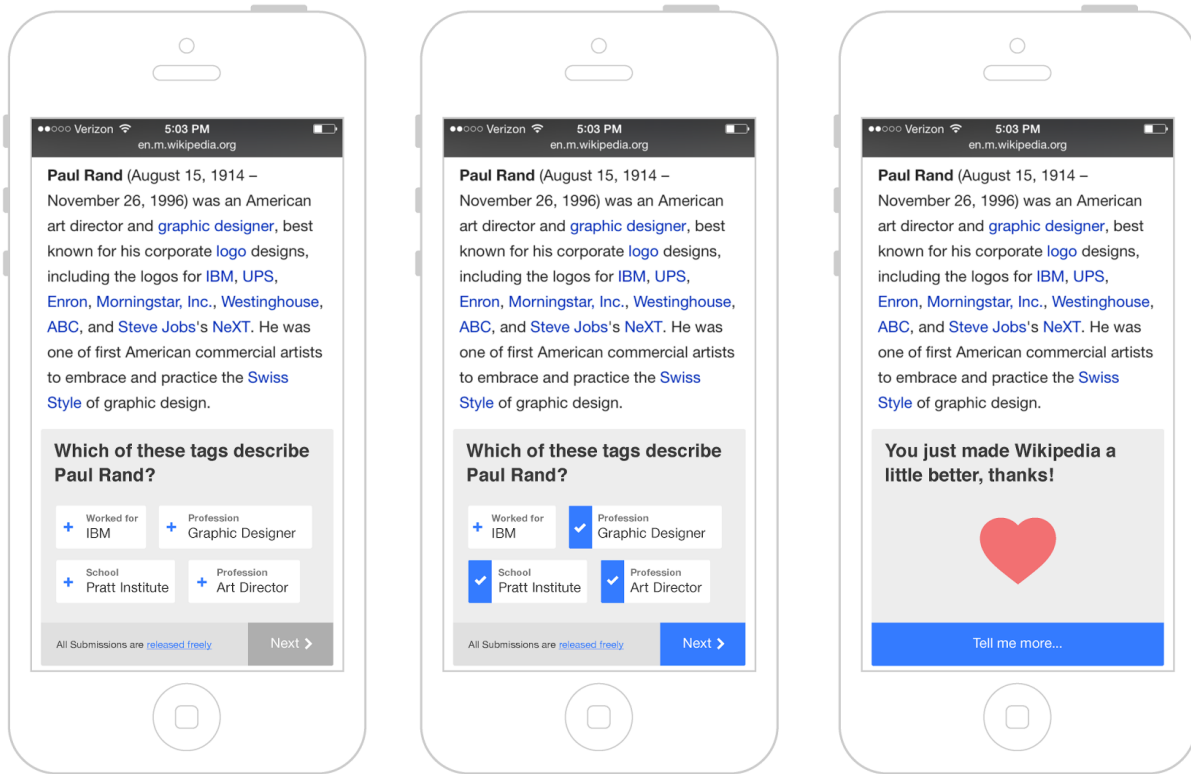 Verizon 5:03 PM
en.m.wikipedia.org
Paul Rand (August 15, 1914 –
November 26, 1996) was an American
art director and graphic designer, best
known for his corporate logo designs,
including the logos for IBM, UPS,
Enron, Morningstar, Inc., Westinghouse,
ABC, and Steve Jobs's NeXT. He was
one of first American commercial artists
to embrace and practice the Swiss
Style of graphic design.
Which of these tags describe
Paul Rand?
Worked for
IBM
Profession
Graphic Designer
School
Pratt Institute
Profession
Art Director
All Submissions are released freely
Next
Verizon 5:03 PM
en.m.wikipedia.org
Paul Rand (August 15, 1914 –
November 26, 1996) was an American
art director and graphic designer, best
known for his corporate logo designs,
including the logos for IBM, UPS,
Enron, Morningstar, Inc., Westinghouse,
ABC, and Steve Jobs's NeXT. He was
one of first American commercial artists
to embrace and practice the Swiss
Style of graphic design.
Which of these tags describe
Paul Rand?
Worked for
IBM
Profession
Graphic Designer
School
Pratt Institute
Profession
Art Director
All Submissions are released freely
Next
Verizon 5:03 PM
en.m.wikipedia.org
Paul Rand (August 15, 1914 –
November 26, 1996) was an American
art director and graphic designer, best
known for his corporate logo designs,
including the logos for IBM, UPS,
Enron, Morningstar, Inc., Westinghouse,
ABC, and Steve Jobs's NeXT. He was
one of first American commercial artists
to embrace and practice the Swiss
Style of graphic design.
You just made Wikipedia a
little better, thanks!
Tell me more...